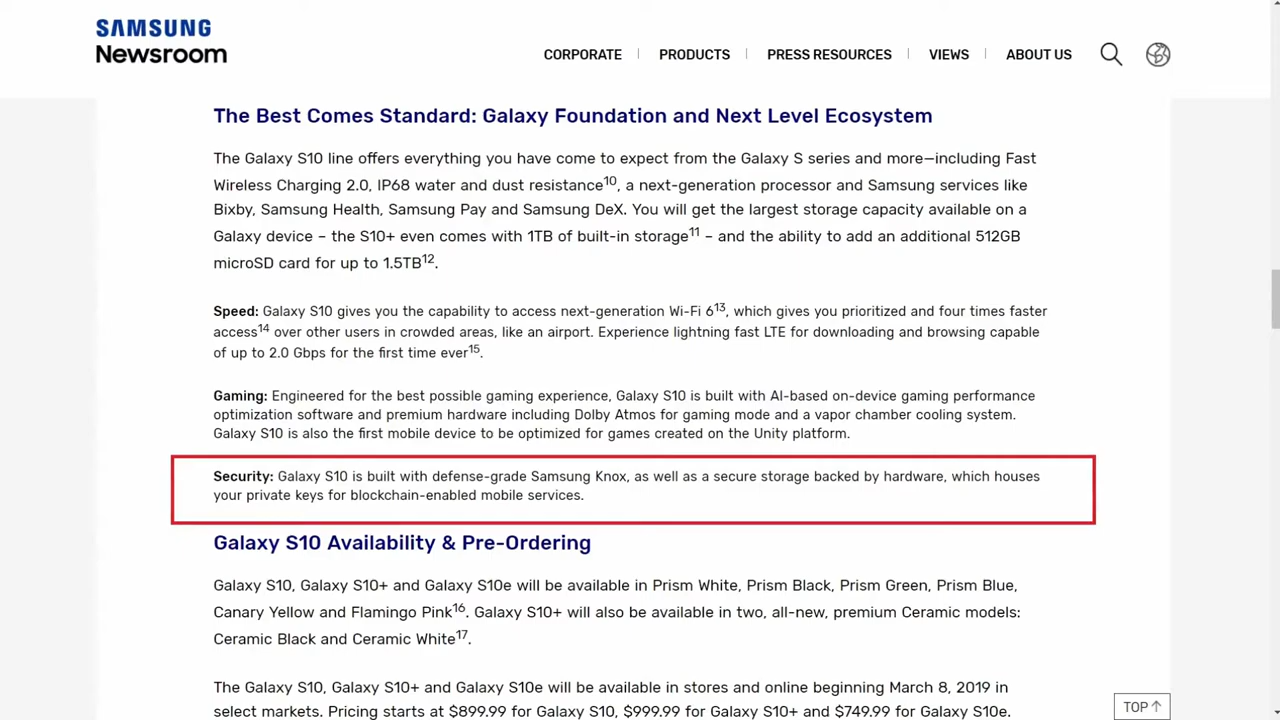 SAMSUNG
Newsroom
CORPORATE | PRODUCTS | PRESS RESOURCES | VIEWS | ABOUT US
The Best Comes Standard: Galaxy Foundation and Next Level Ecosystem
The Galaxy S10 line offers everything you have come to expect from the Galaxy S series and more—including Fast
Wireless Charging 2.0, IP68 water and dust resistance¹⁰, a next-generation processor and Samsung services like
Bixby, Samsung Health, Samsung Pay and Samsung DeX. You will get the largest storage capacity available on a
Galaxy device – the S10+ even comes with 1TB of built-in storage¹¹ – and the ability to add an additional 512GB
microSD card for up to 1.5TB¹².
Speed: Galaxy S10 gives you the capability to access next-generation Wi-Fi 6¹³, which gives you prioritized and four times faster
access¹⁴ over other users in crowded areas, like an airport. Experience lightning fast LTE for downloading and browsing capable
of up to 2.0 Gbps for the first time ever¹⁵.
Gaming: Engineered for the best possible gaming experience, Galaxy S10 is built with AI-based on-device gaming performance
optimization software and premium hardware including Dolby Atmos for gaming mode and a vapor chamber cooling system.
Galaxy S10 is also the first mobile device to be optimized for games created on the Unity platform.
Security: Galaxy S10 is built with defense-grade Samsung Knox, as well as a secure storage backed by hardware, which houses
your private keys for blockchain-enabled mobile services.
Galaxy S10 Availability & Pre-Ordering
Galaxy S10, Galaxy S10+ and Galaxy S10e will be available in Prism White, Prism Black, Prism Green, Prism Blue,
Canary Yellow and Flamingo Pink¹⁶. Galaxy S10+ will also be available in two, all-new, premium Ceramic models:
Ceramic Black and Ceramic White¹⁷.
The Galaxy S10, Galaxy S10+ and Galaxy S10e will be available in stores and online beginning March 8, 2019 in
select markets. Pricing starts at $899.99 for Galaxy S10, $999.99 for Galaxy S10+ and $749.99 for Galaxy S10e.
TOP ↑